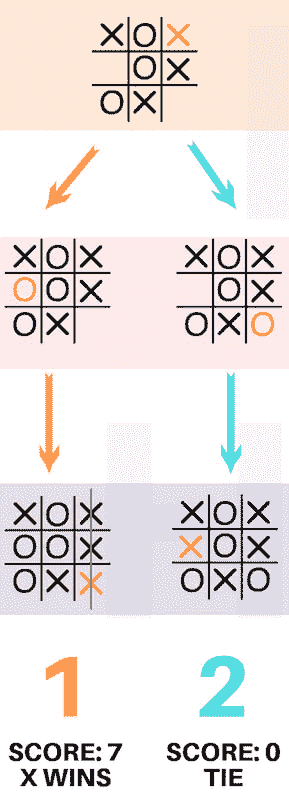 X O X
O X
O X
X O X X O X
O O X O X
O X O X O
X O X X O X
O O X X O X
O X X O X O
1 2
SCORE: 7 SCORE: 0
X WINS TIE